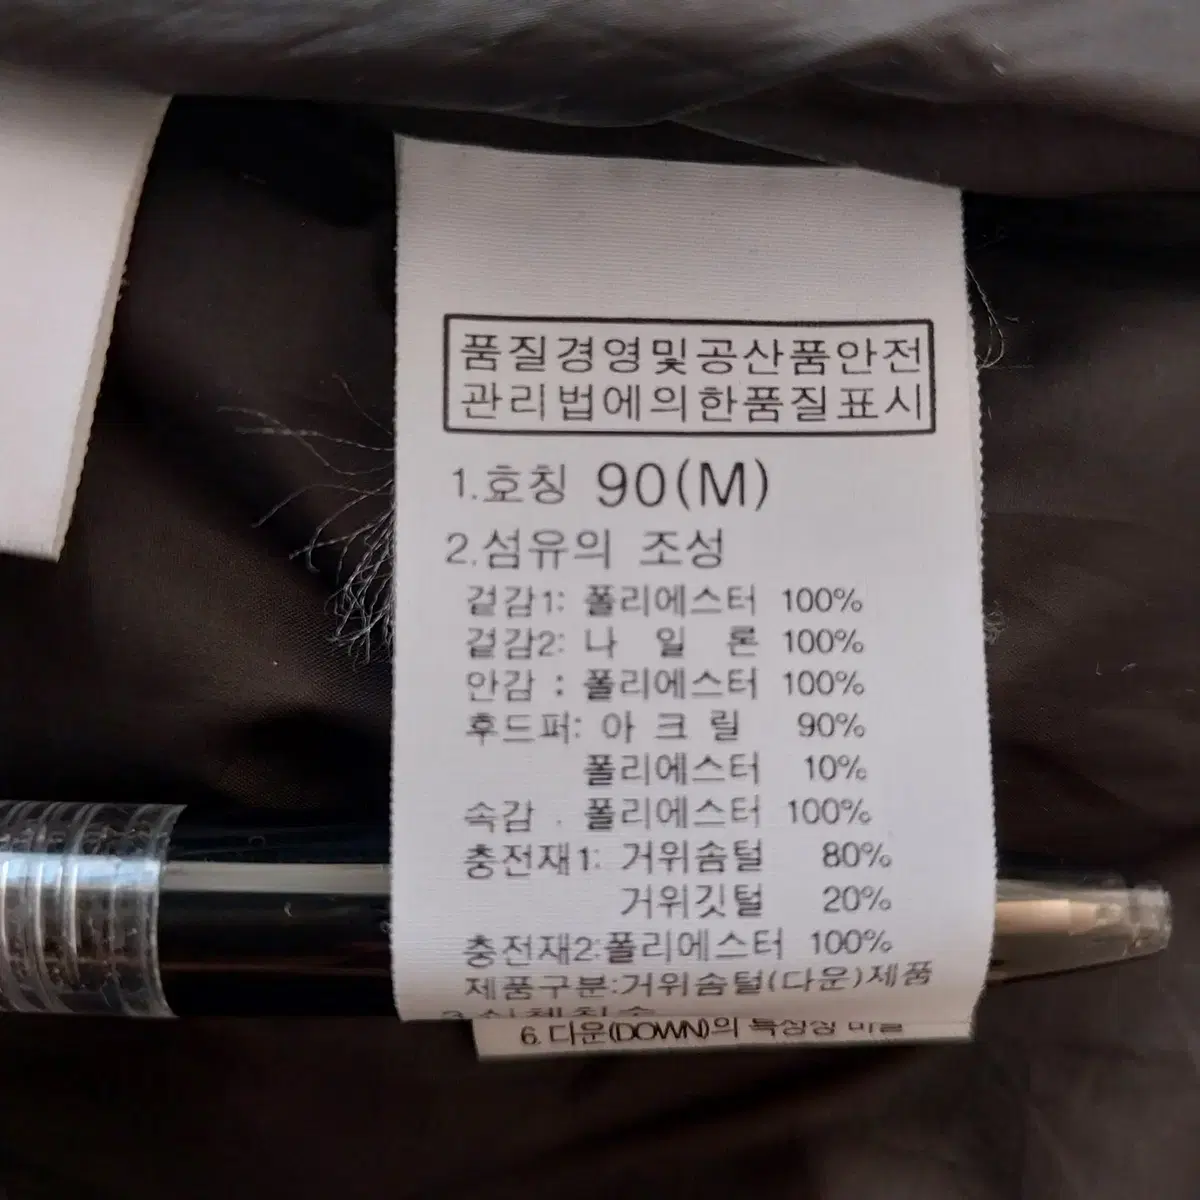 품질경영및공산품안전
관리법에의한품질표시
1.호칭 90(M)
2.섬유의 조성
겉감1: 폴리에스터 100%
겉감2: 나 일 론 100%
안감 : 폴리에스터 100%
후드퍼: 아 크 릴 90%
폴리에스터 10%
속감 . 폴리에스터 100%
충전재1: 거위솜털 80%
거위깃털 20%
충전재2:폴리에스터 100%
제품구분:거위솜털(다운)제품
6. 다운(DOWN)의